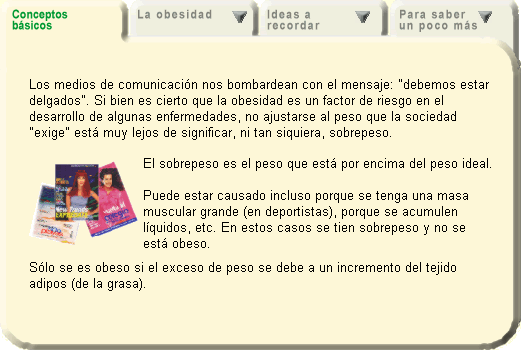 Conceptos
básicos
La obesidad
Ideas a
recordar
Para saber
un poco más
Los medios de comunicación nos bombardean con el mensaje: "debemos estar
delgados". Si bien es cierto que la obesidad es un factor de riesgo en el
desarrollo de algunas enfermedades, no ajustarse al peso que la sociedad
"exige" está muy lejos de significar, ni tan siquiera, sobrepeso.
El sobrepeso es el peso que está por encima del peso ideal.
Puede estar causado incluso porque se tenga una masa
muscular grande (en deportistas), porque se acumulen
líquidos, etc. En estos casos se tien sobrepeso y no se
está obeso.
Sólo se es obeso si el exceso de peso se debe a un incremento del tejido
adipos (de la grasa).